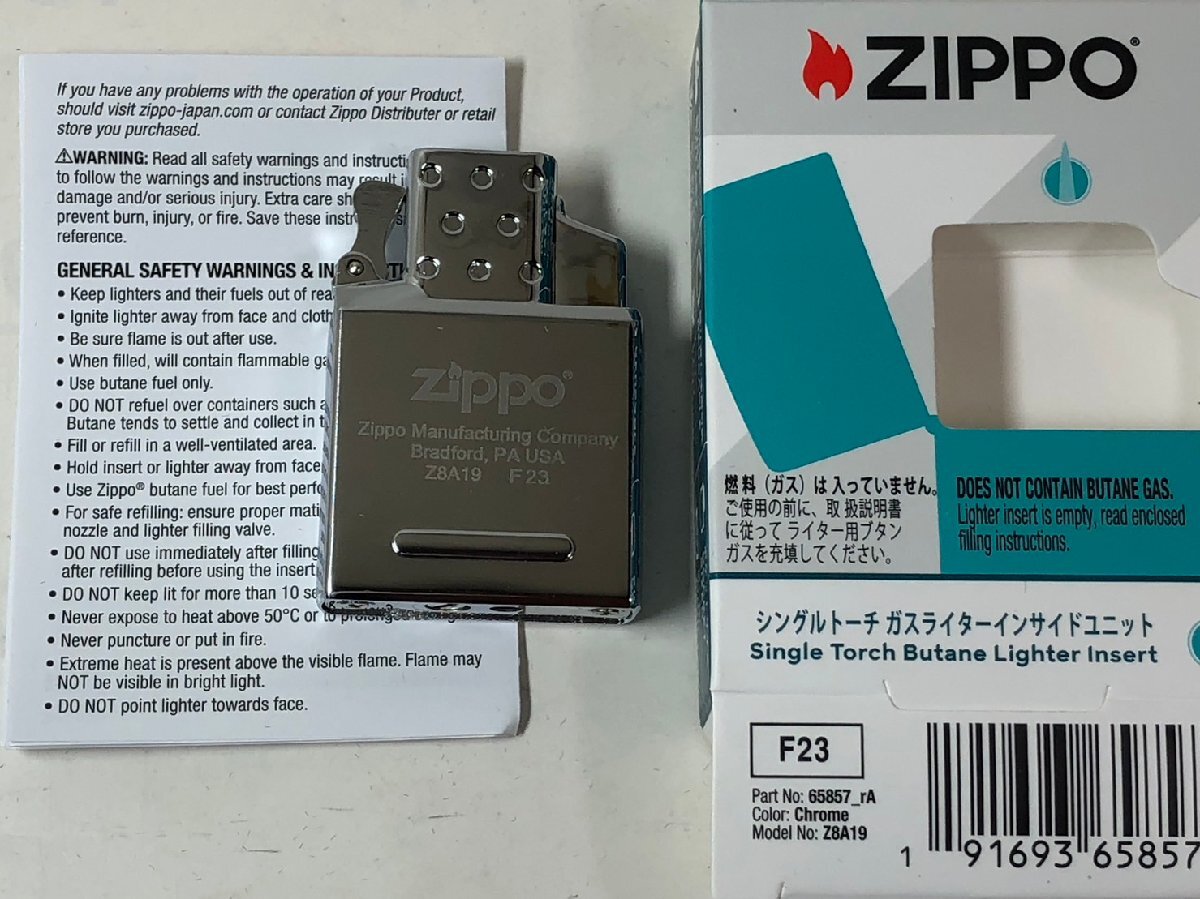 If you have any problems with the operation of your Product,
should visit zippo-japan.com or contact Zippo Distributer or retail
store you purchased.
⚠WARNING: Read all safety warnings and
to follow the warnings and instructions may result
damage and/or serious injury. Extra care
prevent burn, injury, or fire. Save these
reference.
GENERAL SAFETY WARNINGS &
• Keep lighters and their fuels out of
• Ignite lighter away from face and
• Be sure flame is out after use.
• When filled, will contain flammable
• Use butane fuel only.
• DO NOT refuel over containers such
Butane tends to settle and collect in
• Fill or refill in a well-ventilated area.
• Hold insert or lighter away from face
• Use Zippo® butane fuel for best
• For safe refilling: ensure proper
nozzle and lighter filling valve.
• DO NOT use immediately after filling
after refilling before using the insert
• DO NOT keep lit for more than 10
• Never expose to heat above 50°C or to
• Never puncture or put in fire.
• Extreme heat is present above the visible flame. Flame may
NOT be visible in bright light.
• DO NOT point lighter towards face.
zippo®
Zippo Manufacturing Company
Bradford, PA USA
Z8A19 F23
ZIPPO®
燃料（ガス）は入っていません。
ご使用の前に、取扱説明書
に従ってライター用ブタン
ガスを充填してください。
DOES NOT CONTAIN BUTANE GAS.
Lighter insert is empty, read enclosed
filling instructions.
シングルトーチ ガスライターインサイドユニット
Single Torch Butane Lighter Insert
F23
Part No: 65857_rA
Color: Chrome
Model No: Z8A19
1 91693 65857